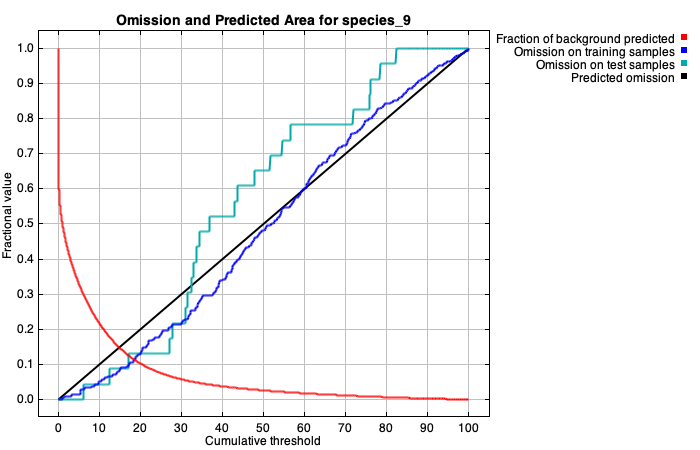 Omission and Predicted Area for species_9
Fraction of background predicted
Omission on training samples
Omission on test samples
Predicted omission
Fractional value
1.0
0.9
0.8
0.7
0.6
0.5
0.4
0.3
0.2
0.1
0.0
0 10 20 30 40 50 60 70 80 90 100
Cumulative threshold